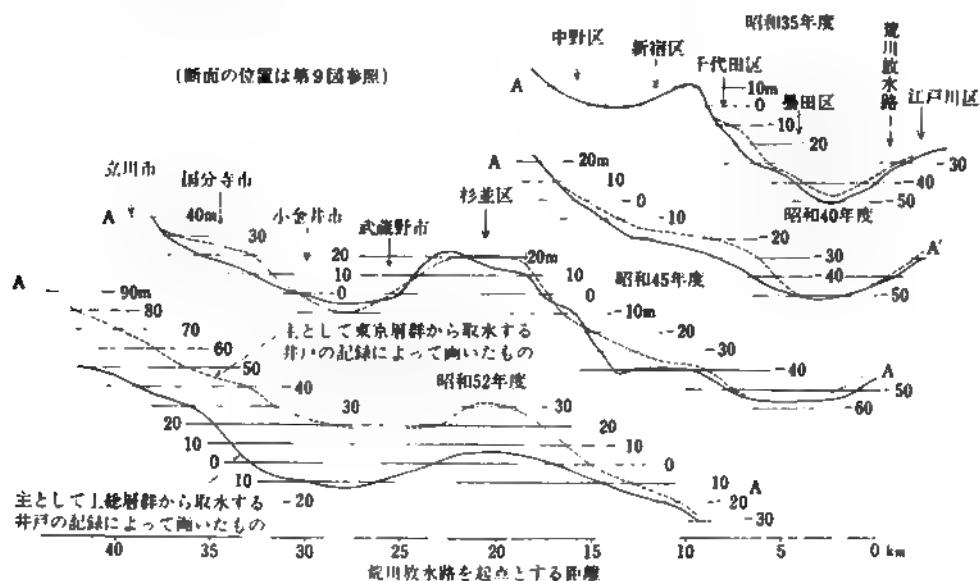 昭和35年度
中野区
新宿区
千代田区
墨田区
荒川放水路
江戸川区
(断面の位置は第9図参照)
A
10m
0
-10
20
-30
-40
-50
昭和40年度
A
-20m
10
-0
-10
-20
-30
-40
-50
A'
立川市
国分寺市
小金井市
武蔵野市
杉並区
A
40m
30
20
10
0
20m
10
0
-10m
-20
-30
-40
-50
-60
A
昭和45年度
A
-90m
-80
70
60
50
-40
30
20
10
0
10
-20
-30
20
-10
0
10
-20
-30
A
昭和52年度
主として東京層群から取水する
井戸の記録によって画いたもの
主として上総層群から取水する
井戸の記録によって画いたもの
40
35
30
25
20
15
10
5
0 km
荒川放水路を起点とする距離